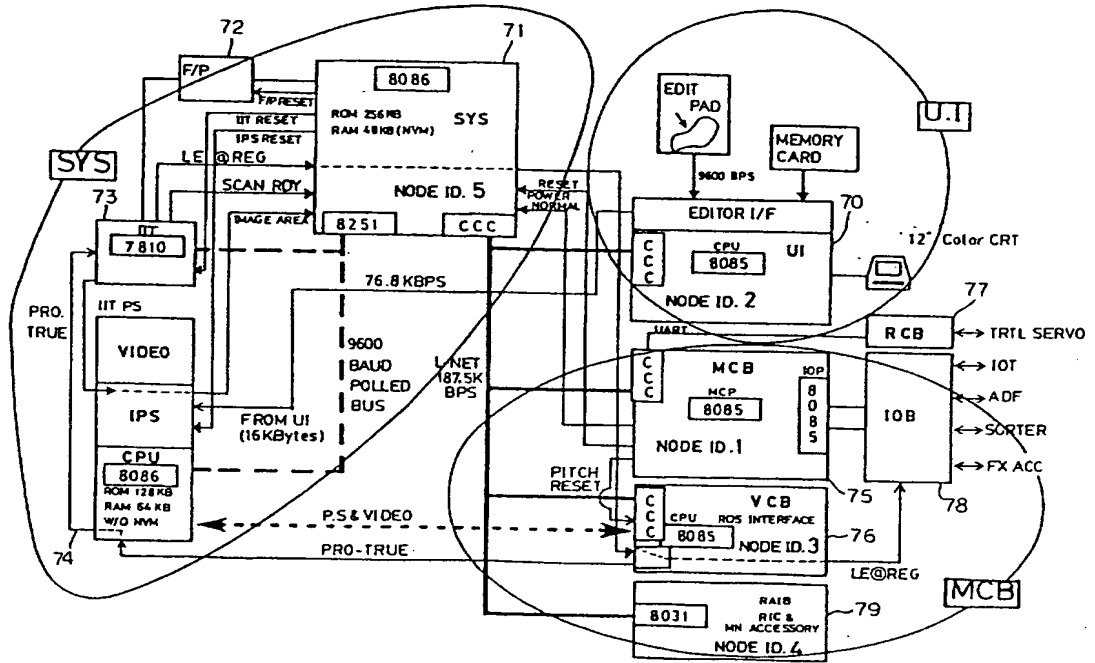 72
71
F/P
8086
F/P RESET
ROM 256 KB
RAM 48KB (NVM)
SYS
IIT RESET
IPS RESET
LE @REG
SCAN RDY
IMAGE AREA
NODE ID. 5
8251
CCC
RESET
POWER
NORMAL
SYS
73
IIT
7810
PRO.
TRUE
IIT PS
76.8 KBPS
VIDEO
IPS
CPU
8086
ROM 128 KB
RAM 64 KB
W/O NVM
74
9600
BAUD
POLLED
BUS
FROM UI
(16KBytes)
L-NET
187.5K
BPS
P.S & VIDEO
PRO-TRUE
EDIT
PAD
MEMORY
CARD
U.I
9600 BPS
EDITOR I/F
70
CCC
CPU
8085
UI
NODE ID. 2
12" Color CRT
UART
77
RCB
TRTL SERVO
CCC
MCB
MCP
8085
NODE ID.1
IOP
8085
75
IOB
IOT
ADF
SORTER
FX ACC
78
PITCH
RESET
CCC
VCB
ROS INTERFACE
CPU
8085
NODE ID.3
76
LE@REG
MCB
8031
RAIB
RIC &
MN ACCESSORY
NODE ID.4
79